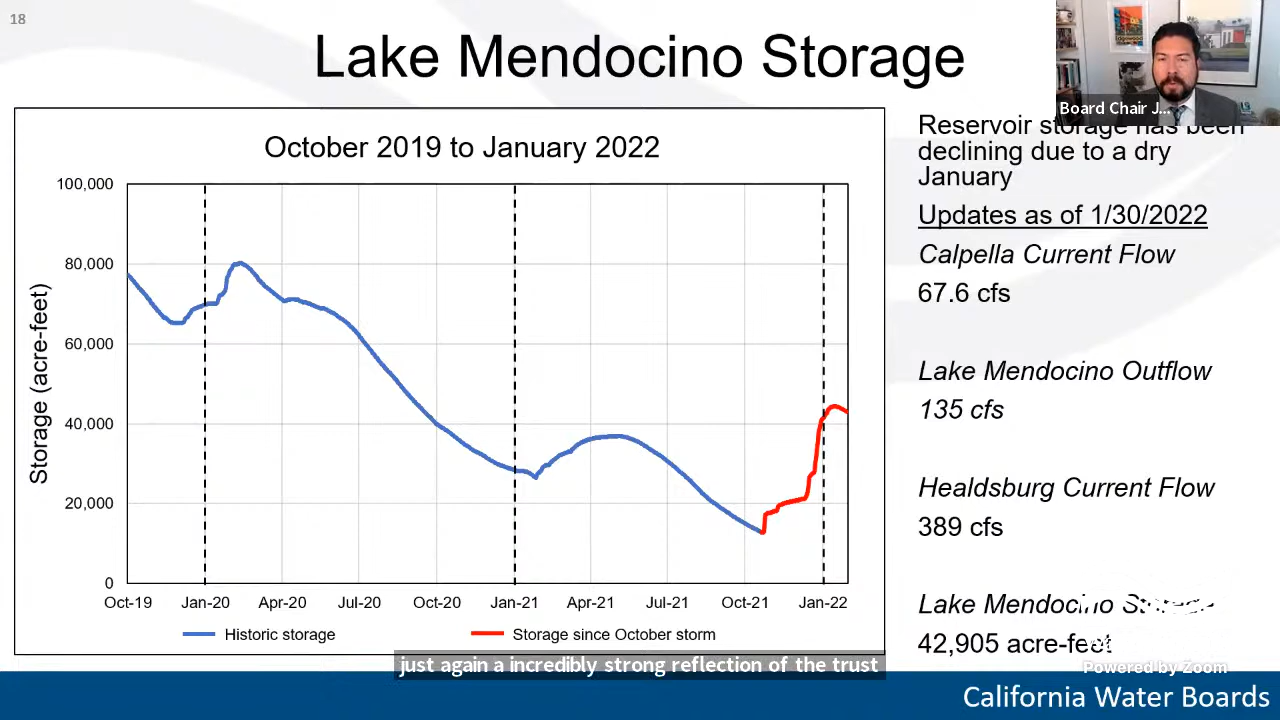 18
Lake Mendocino Storage
Board Chair J...
October 2019 to January 2022
Storage (acre-feet)
100,000
80,000
60,000
40,000
20,000
0
Oct-19 Jan-20 Apr-20 Jul-20 Oct-20 Jan-21 Apr-21 Jul-21 Oct-21 Jan-22
Historic storage Storage since October storm
Reservoir storage has been
declining due to a dry
January
Updates as of 1/30/2022
Calpella Current Flow
67.6 cfs
Lake Mendocino Outflow
135 cfs
Healdsburg Current Flow
389 cfs
Lake Mendocino Storage
42,905 acre-feet
Powered by Zoom
just again a incredibly strong reflection of the trust
California Water Boards